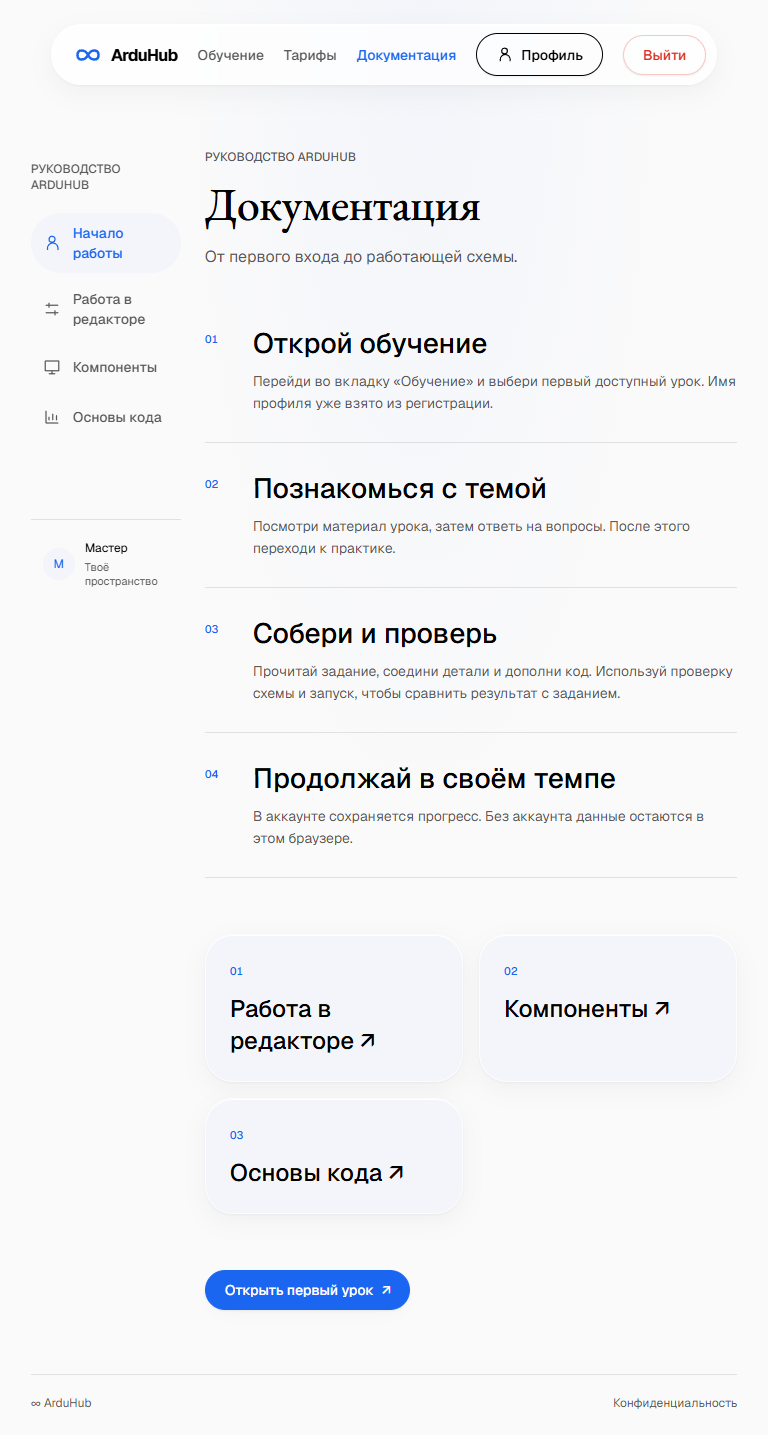 ArduHub
Обучение
Тарифы
Документация
Профиль
Выйти
РУКОВОДСТВО
ARDUHUB
Начало
работы
Работа в
редакторе
Компоненты
Основы кода
М
Мастер
Твоё
пространство
РУКОВОДСТВО ARDUHUB
Документация
От первого входа до работающей схемы.
01
Открой обучение
Перейди во вкладку «Обучение» и выбери первый доступный урок. Имя
профиля уже взято из регистрации.
02
Познакомься с темой
Посмотри материал урока, затем ответь на вопросы. После этого
переходи к практике.
03
Собери и проверь
Прочитай задание, соедини детали и дополни код. Используй проверку
схемы и запуск, чтобы сравнить результат с заданием.
04
Продолжай в своём темпе
В аккаунте сохраняется прогресс. Без аккаунта данные остаются в
этом браузере.
01
Работа в
редакторе ↗
02
Компоненты ↗
03
Основы кода ↗
Открыть первый урок ↗
∞ ArduHub
Конфиденциальность